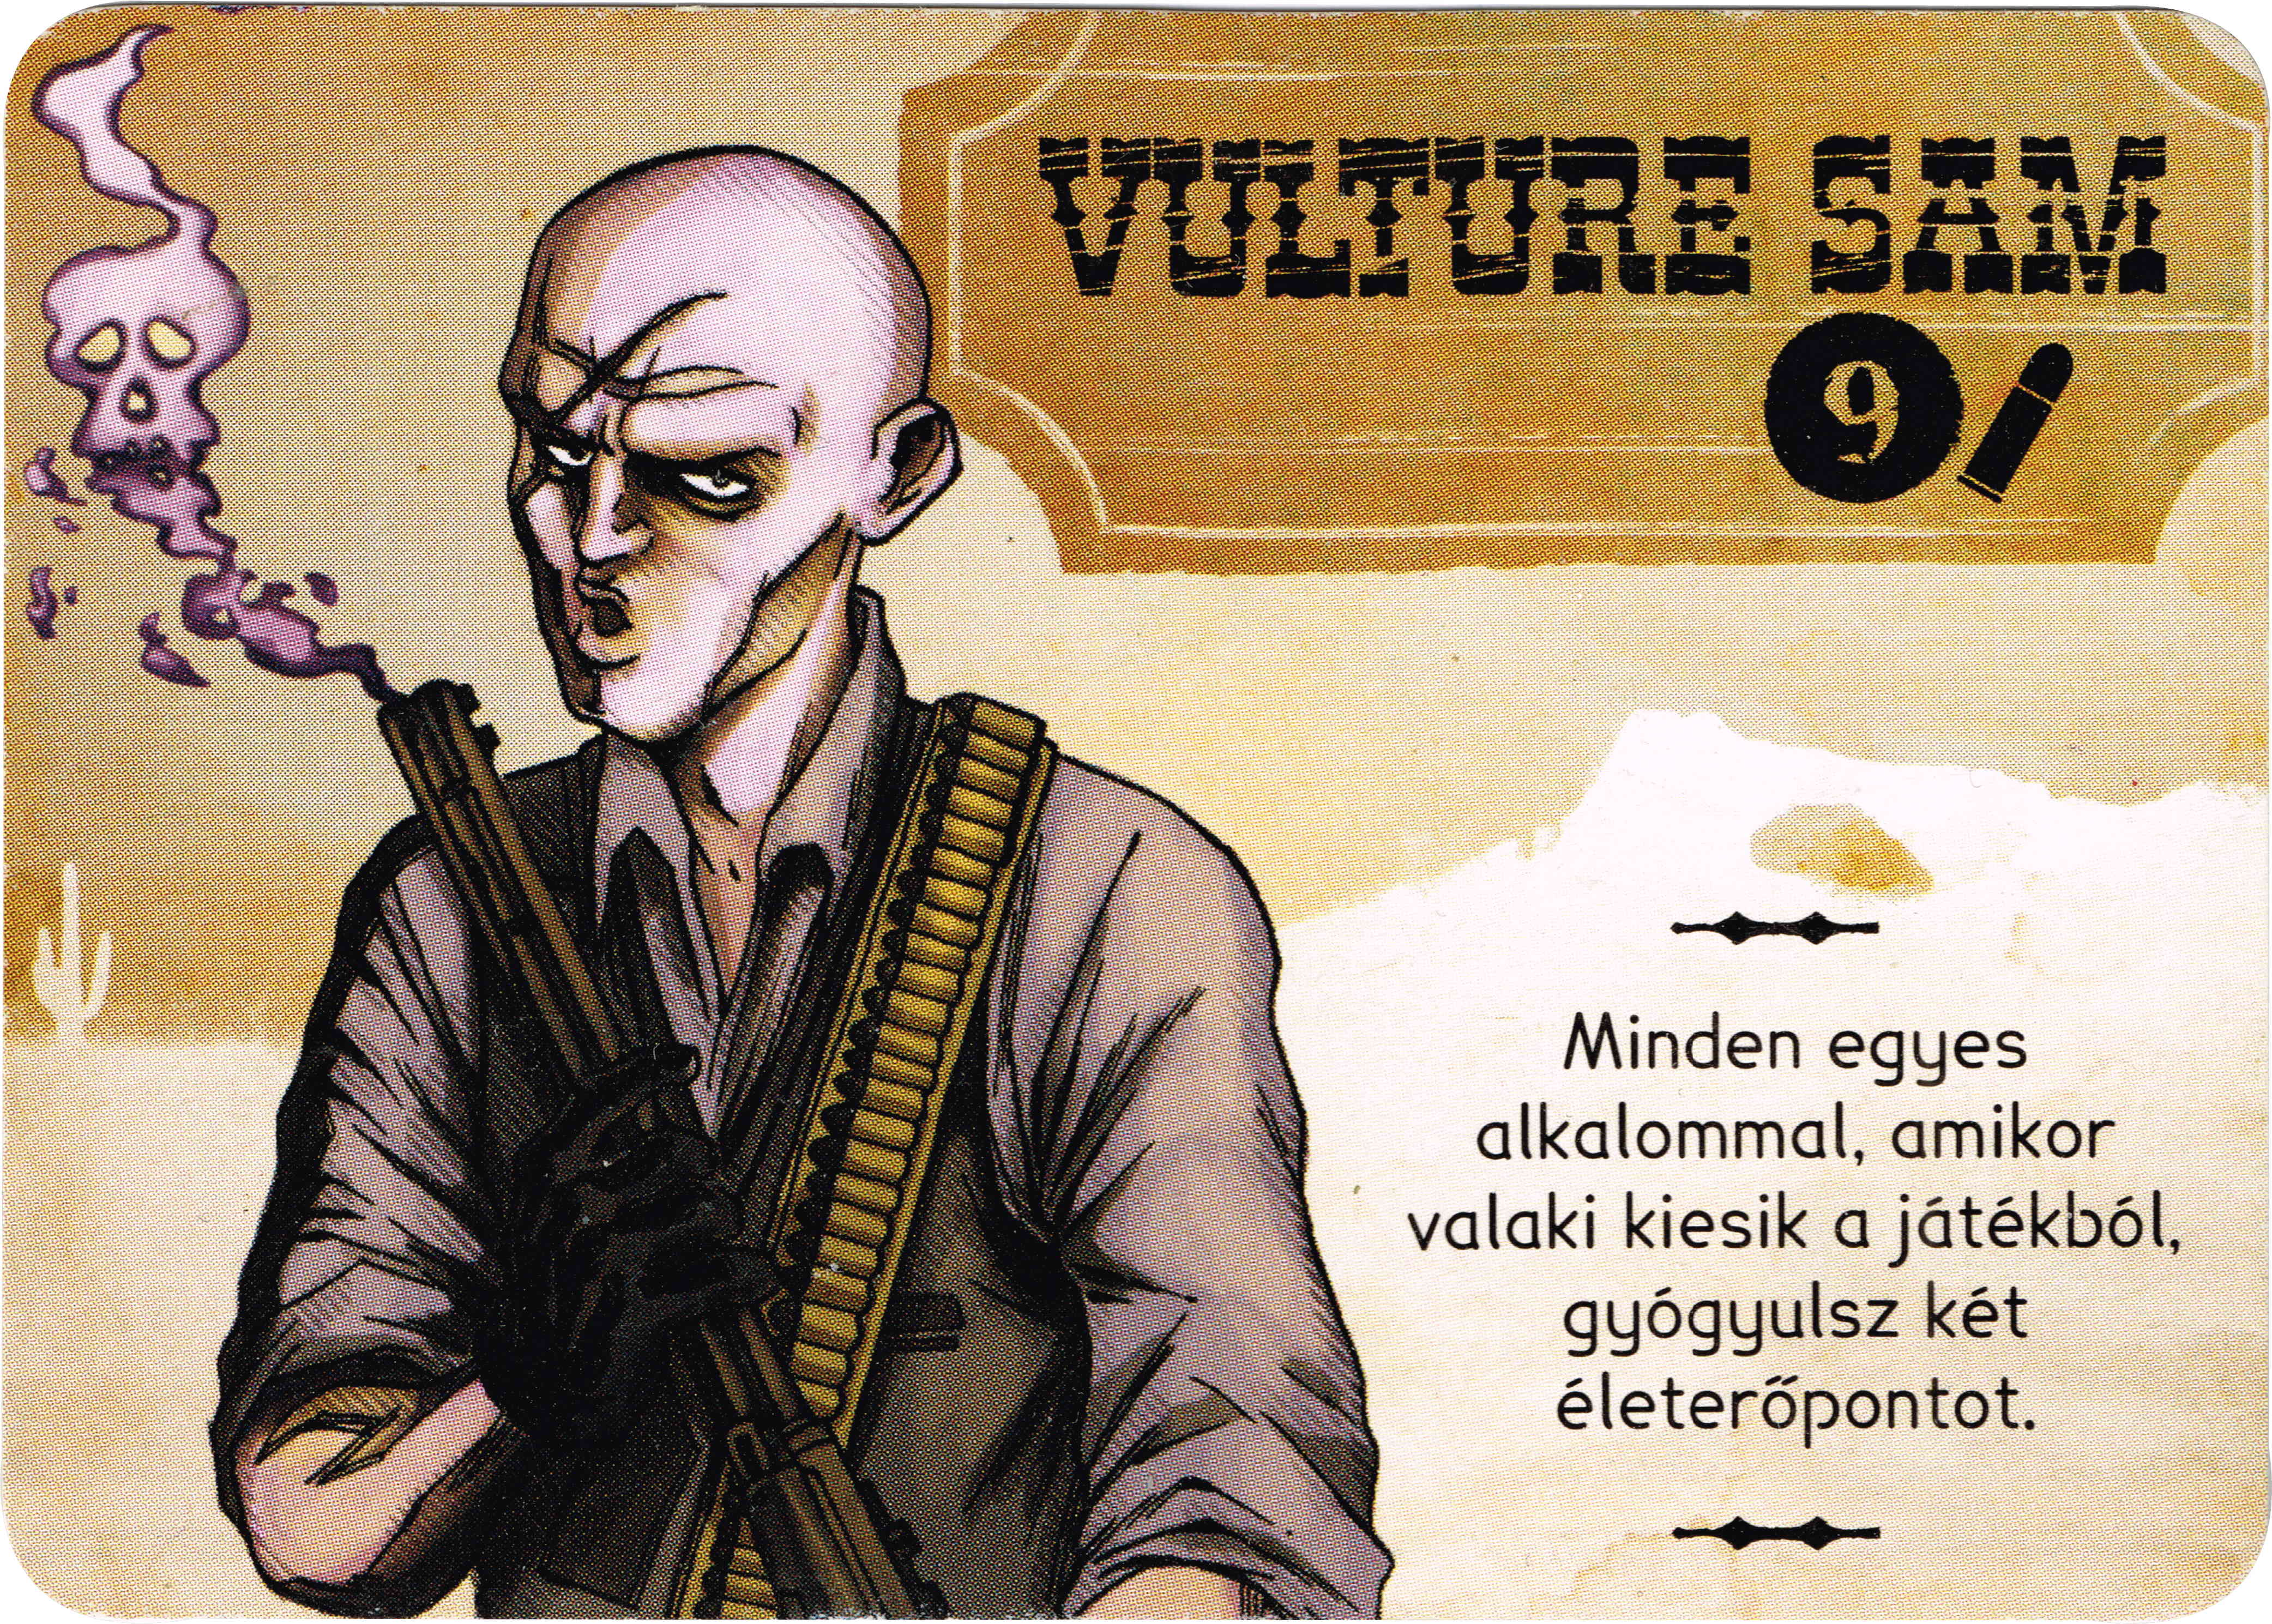 VULTURE SAM
9
Minden egyes
alkalommal, amikor
valaki kiesik a játékból,
gyógyulsz két
életerőpontot.